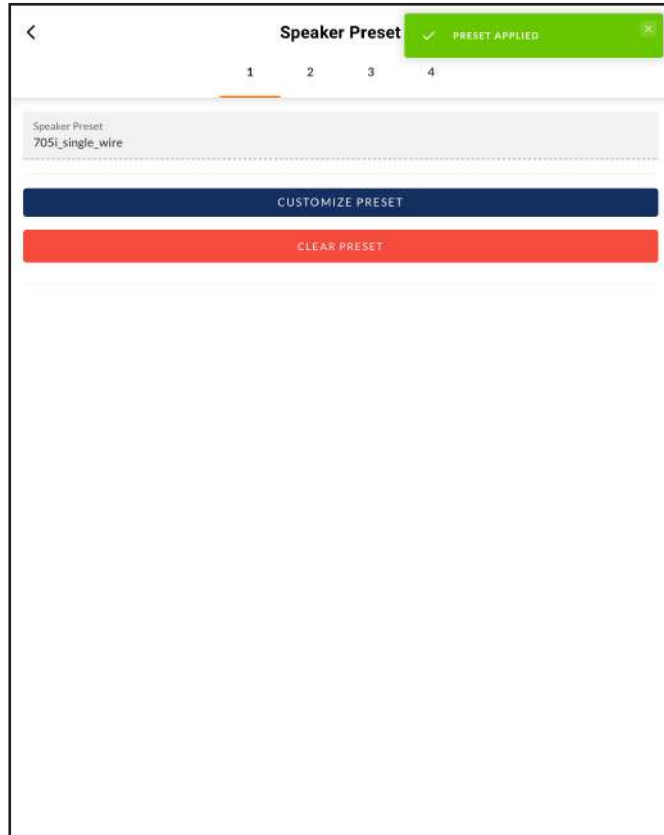 Speaker Preset
PRESET APPLIED
1 2 3 4
Speaker Preset
705i_single_wire
CUSTOMIZE PRESET
CLEAR PRESET